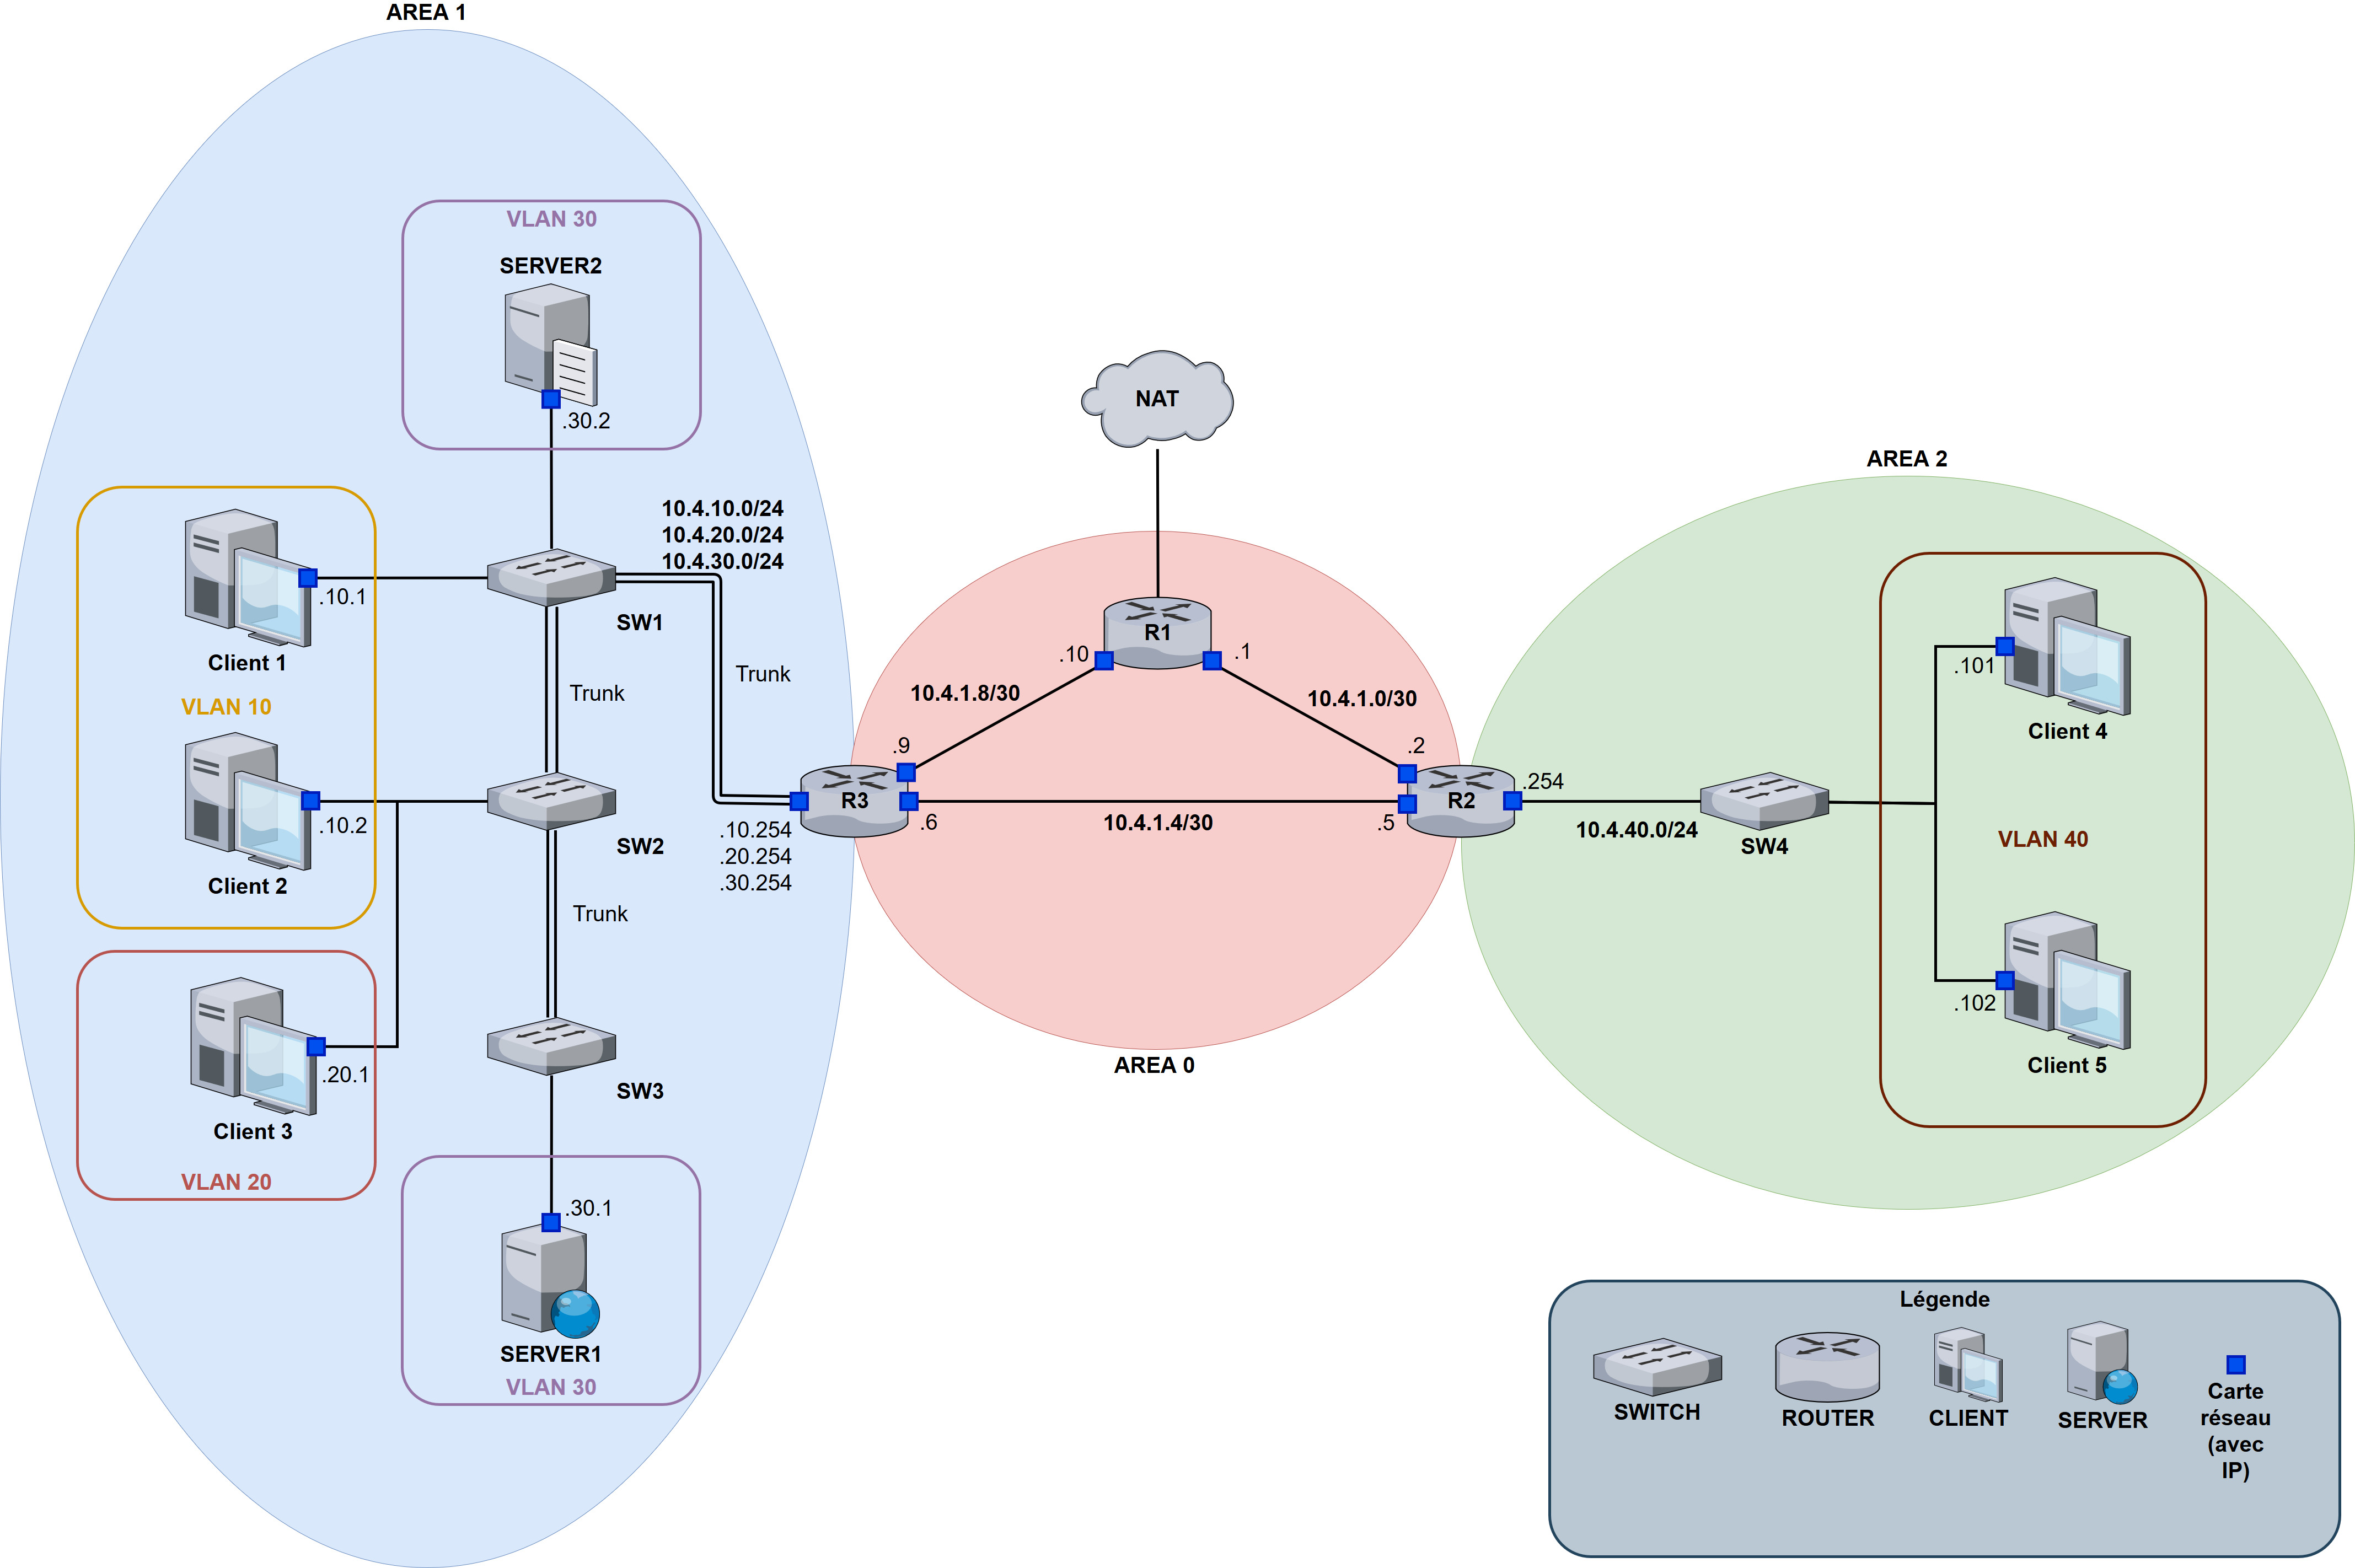 AREA 1
VLAN 30
SERVER2
.30.2
10.4.10.0/24
10.4.20.0/24
10.4.30.0/24
.10.1
Client 1
SW1
Trunk
Trunk
VLAN 10
.10.2
Client 2
SW2
.10.254
.20.254
.30.254
Trunk
.20.1
Client 3
VLAN 20
SW3
.30.1
SERVER1
VLAN 30
NAT
R1
.10
.1
10.4.1.8/30
10.4.1.0/30
.9
.2
R3
R2
.6
10.4.1.4/30
.5
AREA 0
AREA 2
.254
10.4.40.0/24
SW4
.101
Client 4
VLAN 40
.102
Client 5
Légende
SWITCH
ROUTER
CLIENT
SERVER
Carte
réseau
(avec
IP)